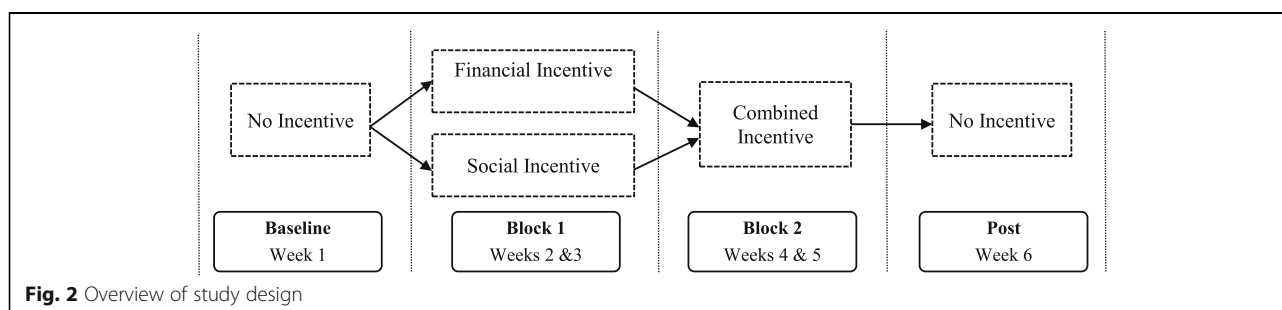 No Incentive
Financial Incentive
Social Incentive
Combined
Incentive
No Incentive
Baseline
Week 1
Block 1
Weeks 2 &3
Block 2
Weeks 4 & 5
Post
Week 6
Fig. 2 Overview of study design